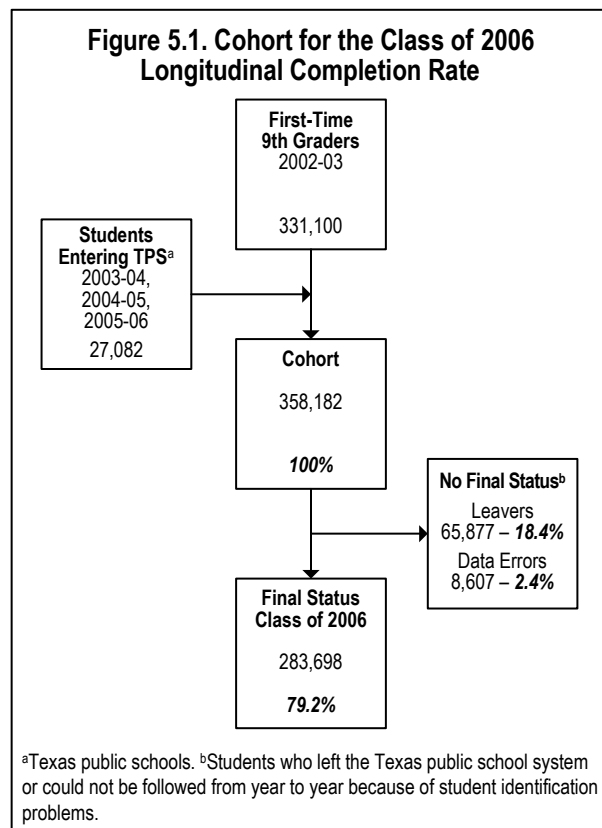 Figure 5.1. Cohort for the Class of 2006
Longitudinal Completion Rate
First-Time
9th Graders
2002-03
331,100
Students
Entering TPSᵃ
2003-04,
2004-05,
2005-06
27,082
Cohort
358,182
100%
No Final Statusᵇ
Leavers
65,877 – 18.4%
Data Errors
8,607 – 2.4%
Final Status
Class of 2006
283,698
79.2%
ᵃTexas public schools. ᵇStudents who left the Texas public school system
or could not be followed from year to year because of student identification
problems.